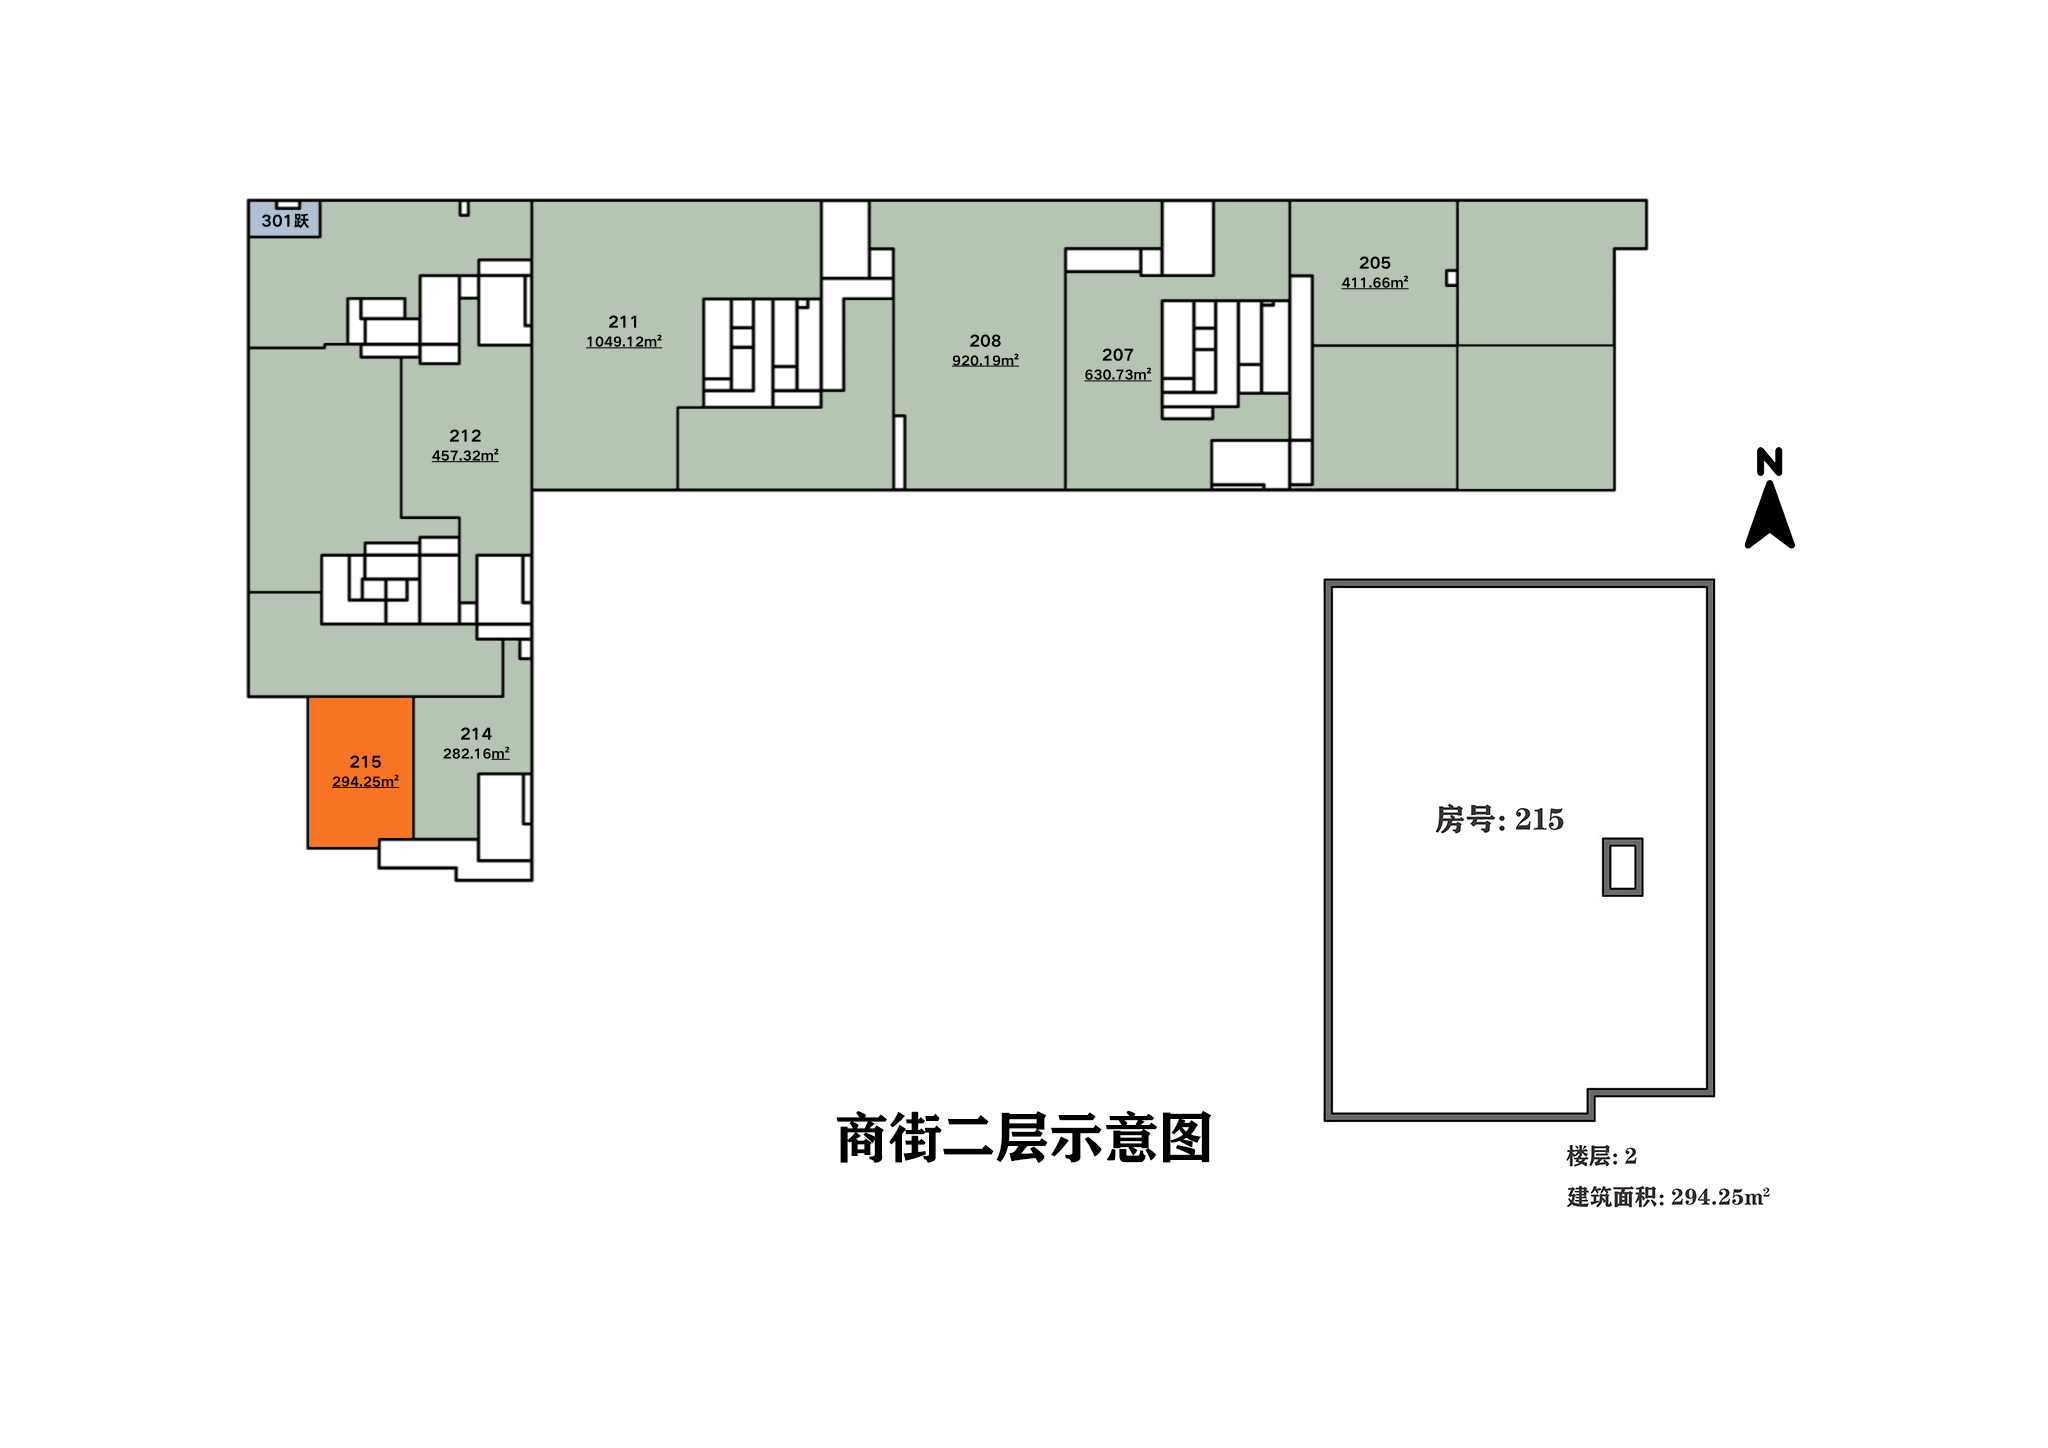 301跃
205
411.66m²
211
1049.12m²
208
920.19m²
207
630.73m²
212
457.32m²
N
214
282.16m²
215
294.25m²
房号: 215
商街二层示意图
楼层: 2
建筑面积: 294.25m²